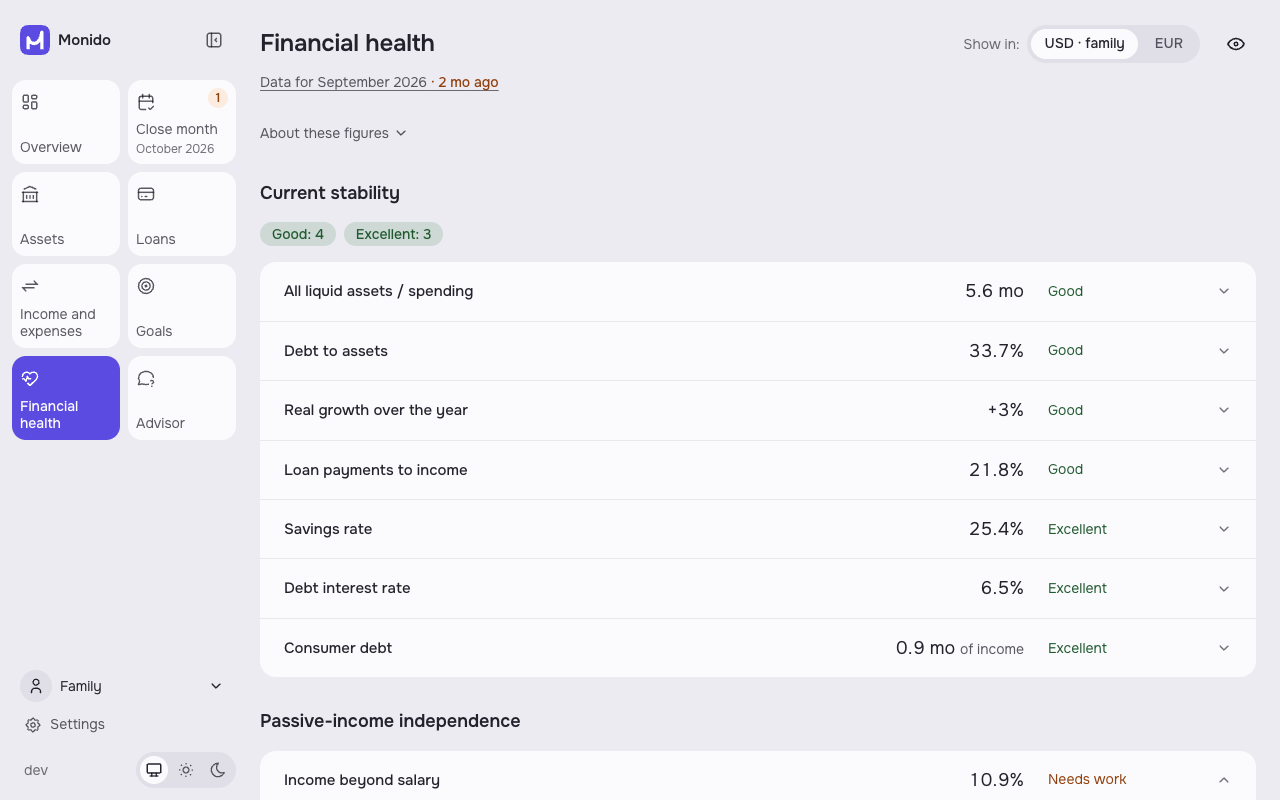 Monido
Overview
1
Close month
October 2026
Assets
Loans
Income and
expenses
Goals
Financial
health
Advisor
Family
Settings
dev
Financial health
Show in:
USD · family
EUR
Data for September 2026 · 2 mo ago
About these figures
Current stability
Good: 4
Excellent: 3
All liquid assets / spending 5.6 mo Good
Debt to assets 33.7% Good
Real growth over the year +3% Good
Loan payments to income 21.8% Good
Savings rate 25.4% Excellent
Debt interest rate 6.5% Excellent
Consumer debt 0.9 mo of income Excellent
Passive-income independence
Income beyond salary 10.9% Needs work